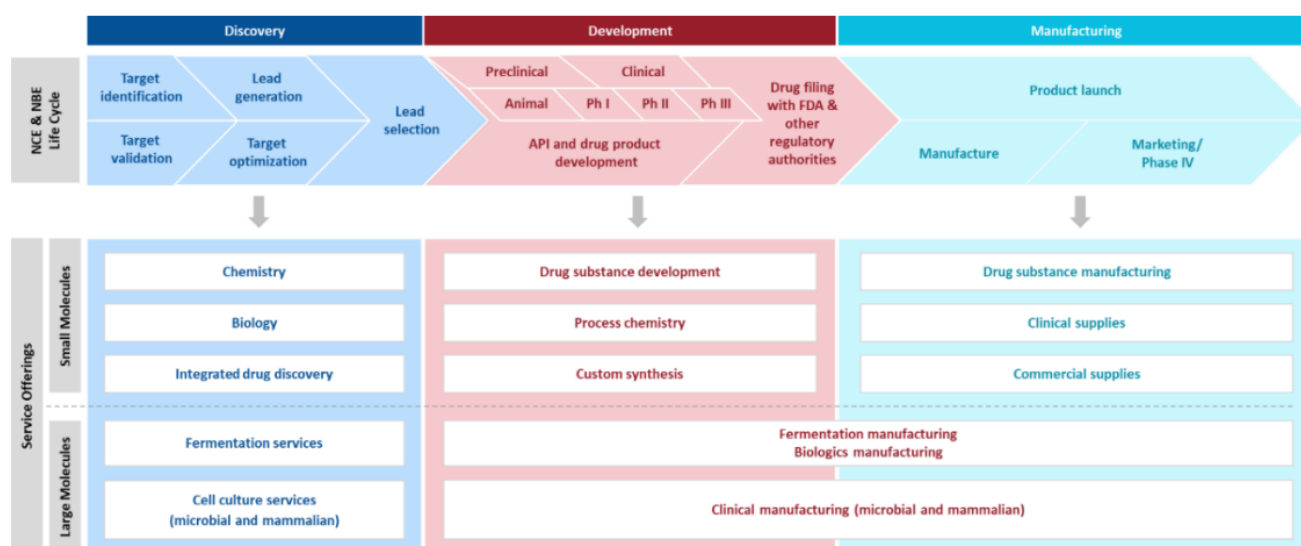 Discovery
Development
Manufacturing
NCE & NBE
Life Cycle
Target
identification
Lead
generation
Target
validation
Target
optimization
Lead
selection
Preclinical
Clinical
Animal
Ph I
Ph II
Ph III
API and drug product
development
Drug filing
with FDA &
other
regulatory
authorities
Product launch
Manufacture
Marketing/
Phase IV
Service Offerings
Small Molecules
Chemistry
Drug substance development
Drug substance manufacturing
Biology
Process chemistry
Clinical supplies
Integrated drug discovery
Custom synthesis
Commercial supplies
Large Molecules
Fermentation services
Fermentation manufacturing
Biologics manufacturing
Cell culture services
(microbial and mammalian)
Clinical manufacturing (microbial and mammalian)